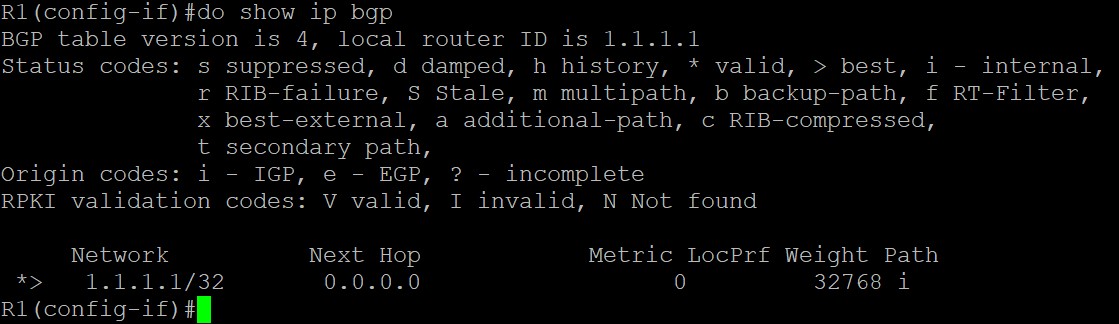 R1(config-if)#do show ip bgp
BGP table version is 4, local router ID is 1.1.1.1
Status codes: s suppressed, d damped, h history, * valid, > best, i - internal,
              r RIB-failure, S Stale, m multipath, b backup-path, f RT-Filter,
              x best-external, a additional-path, c RIB-compressed,
              t secondary path,
Origin codes: i - IGP, e - EGP, ? - incomplete
RPKI validation codes: V valid, I invalid, N Not found

     Network          Next Hop            Metric LocPrf Weight Path
 *>  1.1.1.1/32       0.0.0.0                  0         32768 i
R1(config-if)#